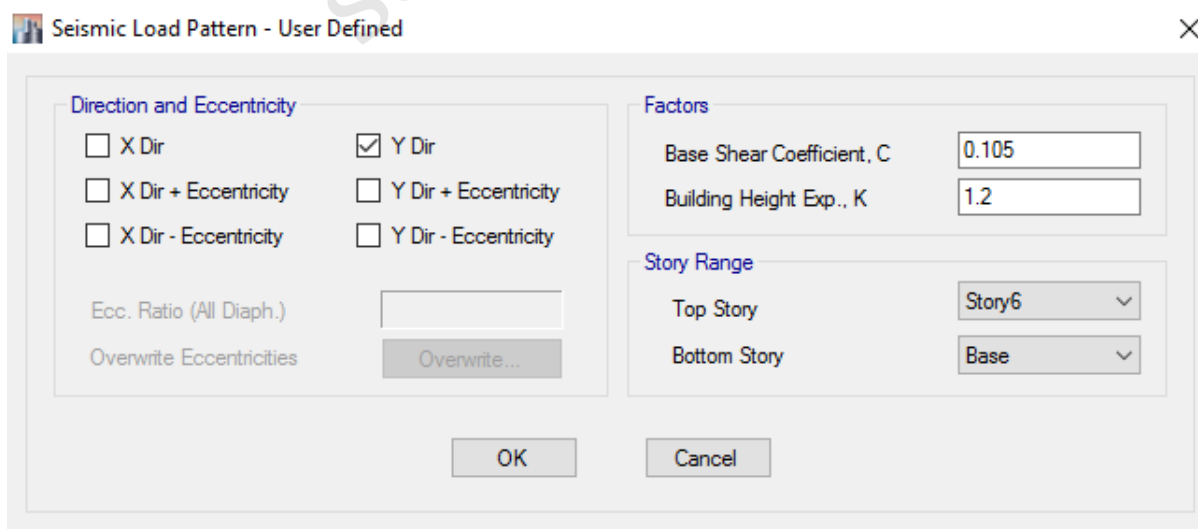 Seismic Load Pattern - User Defined
Direction and Eccentricity
X Dir
Y Dir
X Dir + Eccentricity
Y Dir + Eccentricity
X Dir - Eccentricity
Y Dir - Eccentricity
Ecc. Ratio (All Diaph.)
Overwrite Eccentricities
Overwrite...
Factors
Base Shear Coefficient, C
0.105
Building Height Exp., K
1.2
Story Range
Top Story
Story6
Bottom Story
Base
OK
Cancel